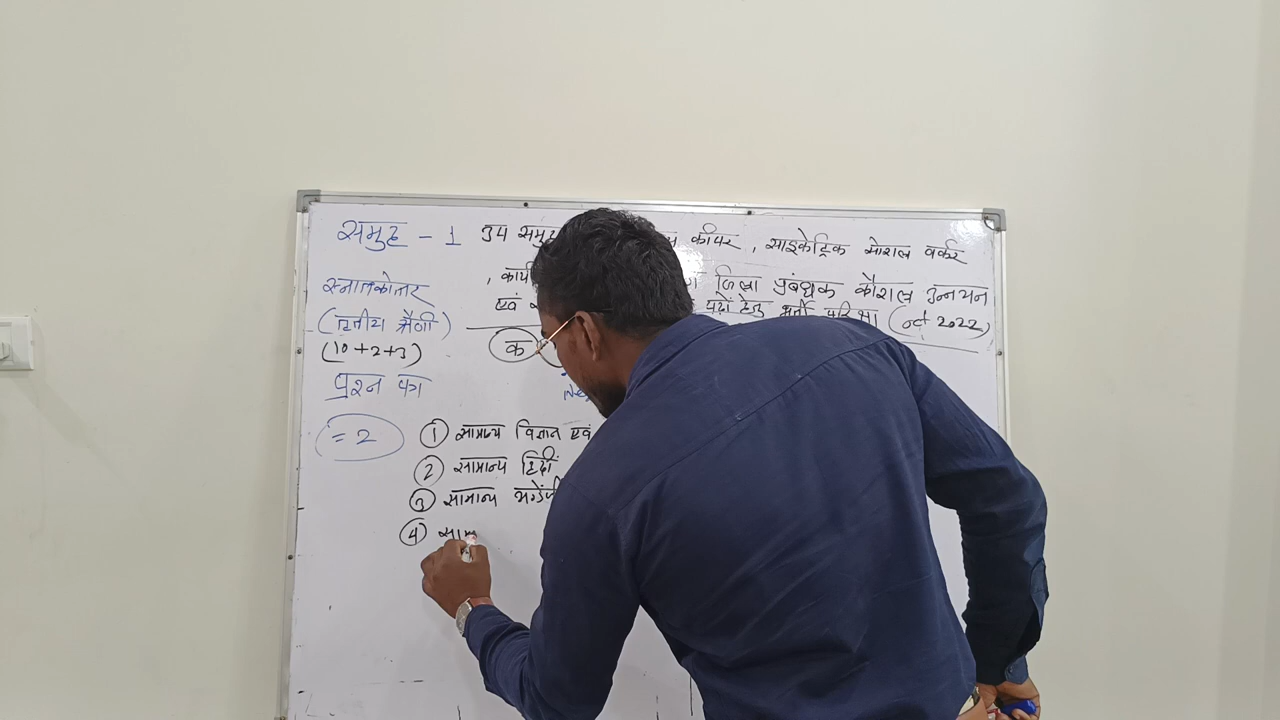 समुह - 1 उप समु कीपर , साइकेट्रिक सोशल वर्कर
, कार्य जिला प्रबंधक कौशल उन्नयन
एवं पदों हेतु भर्ती परिक्षा (oct 2022)
स्नातकोत्तर
(द्वितीय श्रेणी)
(10+2+3)
प्रश्न का
= 2
क
① सामान्य विज्ञान एवं
② सामान्य हिंदी
③ सामान्य
④ साम